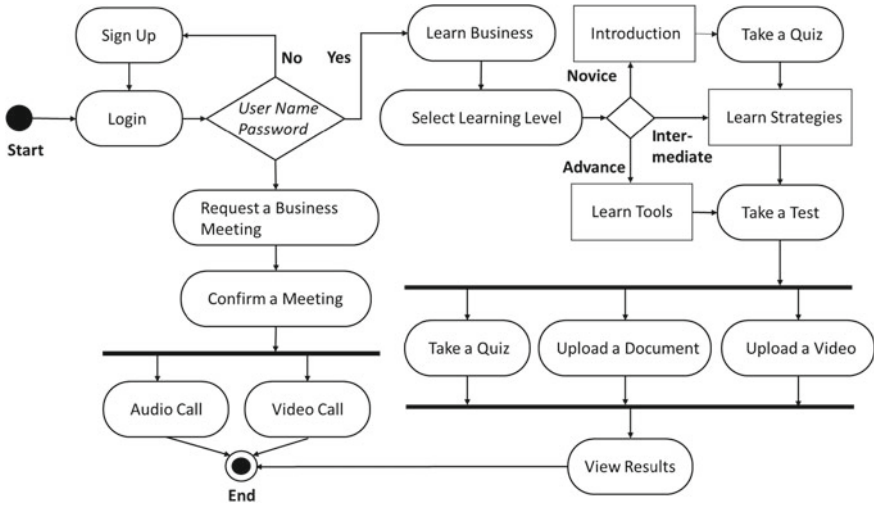 Sign Up
No
Yes
Learn Business
Introduction
Take a Quiz
Novice
Start
Login
User Name
Password
Select Learning Level
Inter-
mediate
Learn Strategies
Advance
Request a Business
Meeting
Learn Tools
Take a Test
Confirm a Meeting
Take a Quiz
Upload a Document
Upload a Video
Audio Call
Video Call
View Results
End